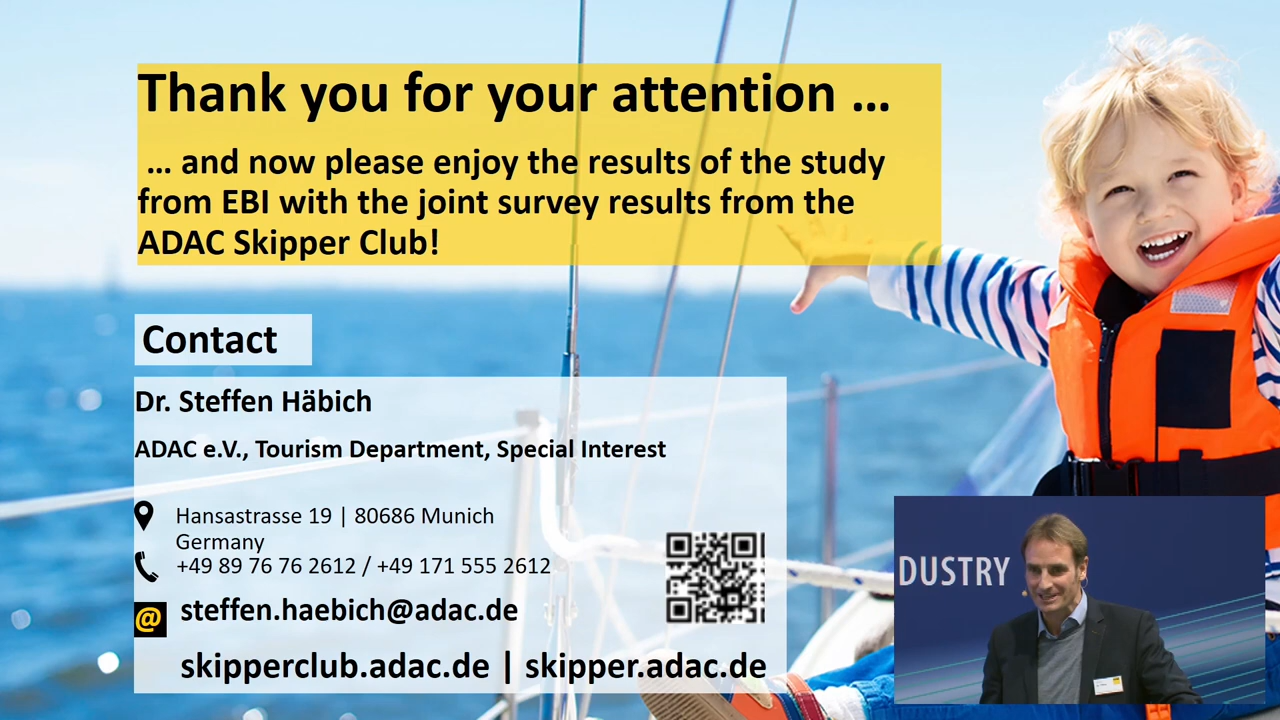 Thank you for your attention ...
... and now please enjoy the results of the study
from EBI with the joint survey results from the
ADAC Skipper Club!
Contact
Dr. Steffen Häbich
ADAC e.V., Tourism Department, Special Interest
Hansastrasse 19 | 80686 Munich
Germany
+49 89 76 76 2612 / +49 171 555 2612
@ steffen.haebich@adac.de
skipperclub.adac.de | skipper.adac.de
DUSTRY